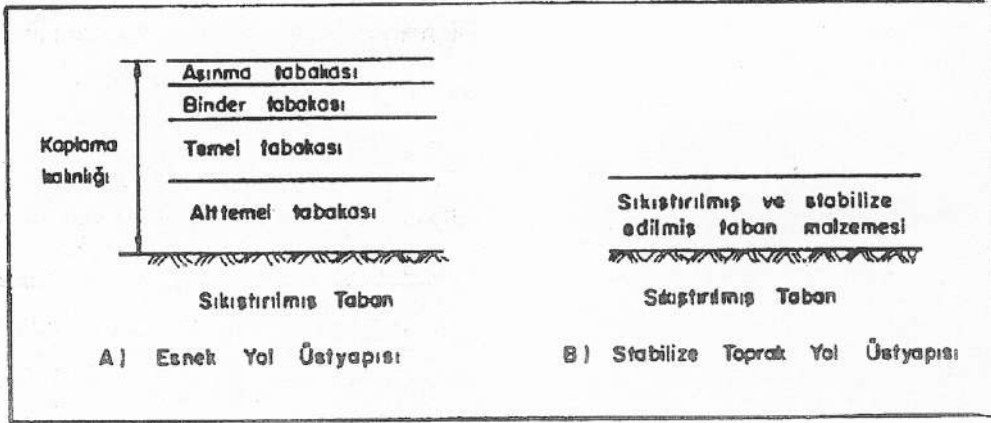 Aşınma tabakası
Binder tabakası
Kaplama
kalınlığı
Temel tabakası
Alttemel tabakası
Sıkıştırılmış Taban
A) Esnek Yol Üstyapısı
Sıkıştırılmış ve stabilize
edilmiş taban malzemesi
Sıkıştırılmış Taban
B) Stabilize Toprak Yol Üstyapısı